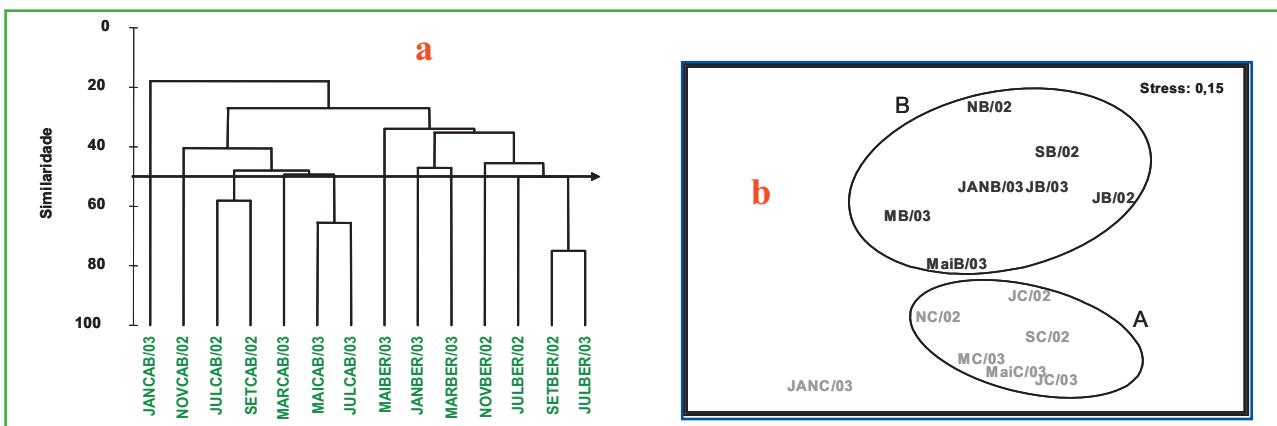 a
0
20
40
60
80
100
Similaridade
JANCAB/03
NOVCAB/02
JULCAB/02
SETCAB/02
MARCAB/03
MAICAB/03
JULCAB/03
MAIBER/03
JANBER/03
MARBER/03
NOVBER/02
JULBER/02
SETBER/02
JULBER/03
b
Stress: 0,15
B
NB/02
SB/02
JANB/03 JB/03
JB/02
MB/03
MaiB/03
JC/02
NC/02
A
SC/02
MC/03
MaiC/03
JC/03
JANC/03